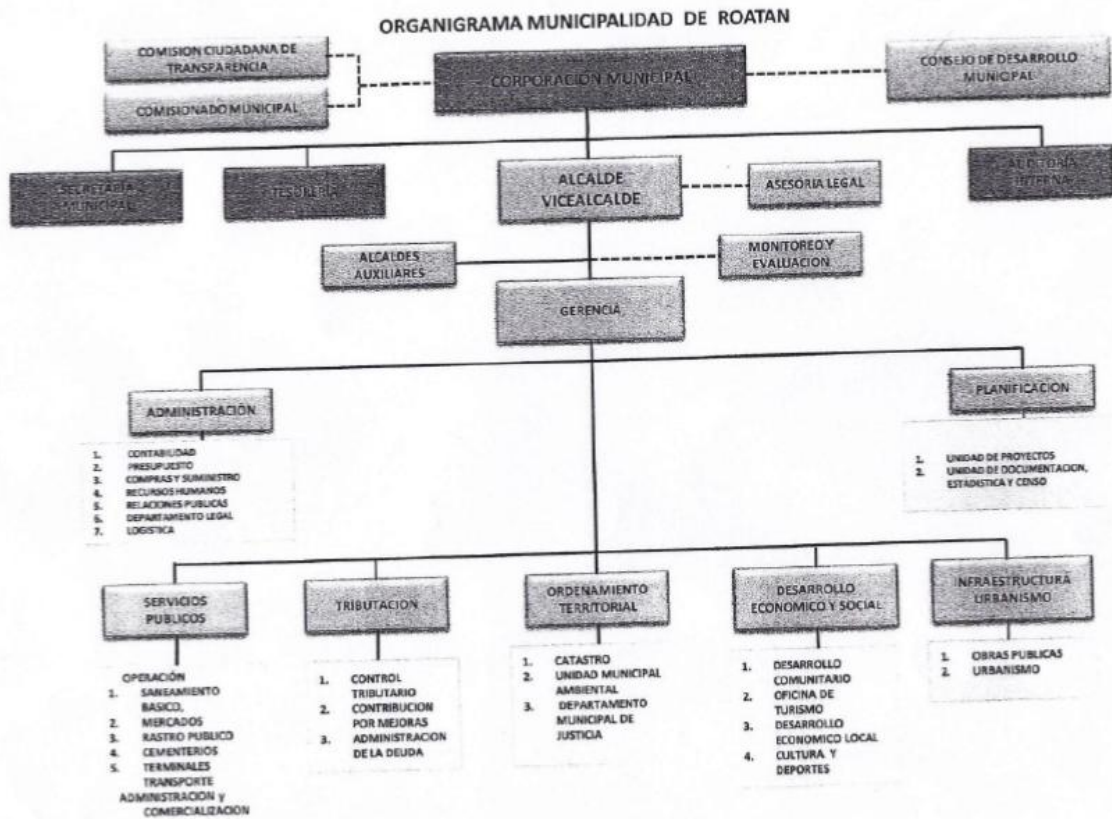 ORGANIGRAMA MUNICIPALIDAD DE ROATAN
COMISION CIUDADANA DE
TRANSPARENCIA
COMISIONADO MUNICIPAL
CORPORACIÓN MUNICIPAL
CONSEJO DE DESARROLLO
MUNICIPAL
SECRETARIA
MUNICIPAL
TESORERIA
ALCALDE
VICEALCALDE
ASESORIA LEGAL
AUDITORIA
INTERNA
ALCALDES
AUXILIARES
MONITOREO Y
EVALUACION
GERENCIA
ADMINISTRACIÓN
1. CONTABILIDAD
2. PRESUPUESTO
3. COMPRAS Y SUMINISTRO
4. RECURSOS HUMANOS
5. RELACIONES PUBLICAS
6. DEPARTAMENTO LEGAL
7. LOGISTICA
PLANIFICACION
1. UNIDAD DE PROYECTOS
2. UNIDAD DE DOCUMENTACION,
ESTADISTICA Y CENSO
SERVICIOS
PUBLICOS
OPERACIÓN
1. SANEAMIENTO
BASICO,
2. MERCADOS
3. RASTRO PUBLICO
4. CEMENTERIOS
5. TERMINALES
TRANSPORTE
ADMINISTRACION y
COMERCIALIZACION
TRIBUTACION
1. CONTROL
TRIBUTARIO
2. CONTRIBUCION
POR MEJORAS
3. ADMINISTRACION
DE LA DEUDA
ORDENAMIENTO
TERRITORIAL
1. CATASTRO
2. UNIDAD MUNICIPAL
AMBIENTAL
3. DEPARTAMENTO
MUNICIPAL DE
JUSTICIA
DESARROLLO
ECONOMICO Y SOCIAL
1. DESARROLLO
COMUNITARIO
2. OFICINA DE
TURISMO
3. DESARROLLO
ECONOMICO LOCAL
4. CULTURA Y
DEPORTES
INFRAESTRUCTURA
URBANISMO
1. OBRAS PUBLICAS
2. URBANISMO